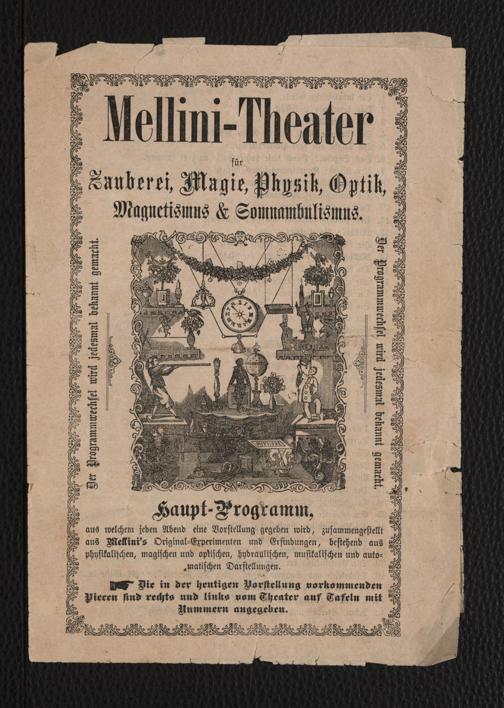 Mellini-Theater
für
Zauberei, Magie, Physik, Optik,
Magnetismus & Somnambulismus.
Der Programmwechsel wird jedesmal bekannt gemacht.
Der Programmwechsel wird jedesmal bekannt gemacht.
Haupt-Programm,
aus welchem jeden Abend eine Vorstellung gegeben wird, zusammengestellt
aus Mellini's Original-Experimenten und Erfindungen, bestehend aus
physikalischen, magischen und optischen, hydraulischen, musikalischen und auto-
matischen Darstellungen.
Die in der heutigen Vorstellung vorkommenden
Piecen sind rechts und links vom Theater auf Tafeln mit
Nummern angegeben.